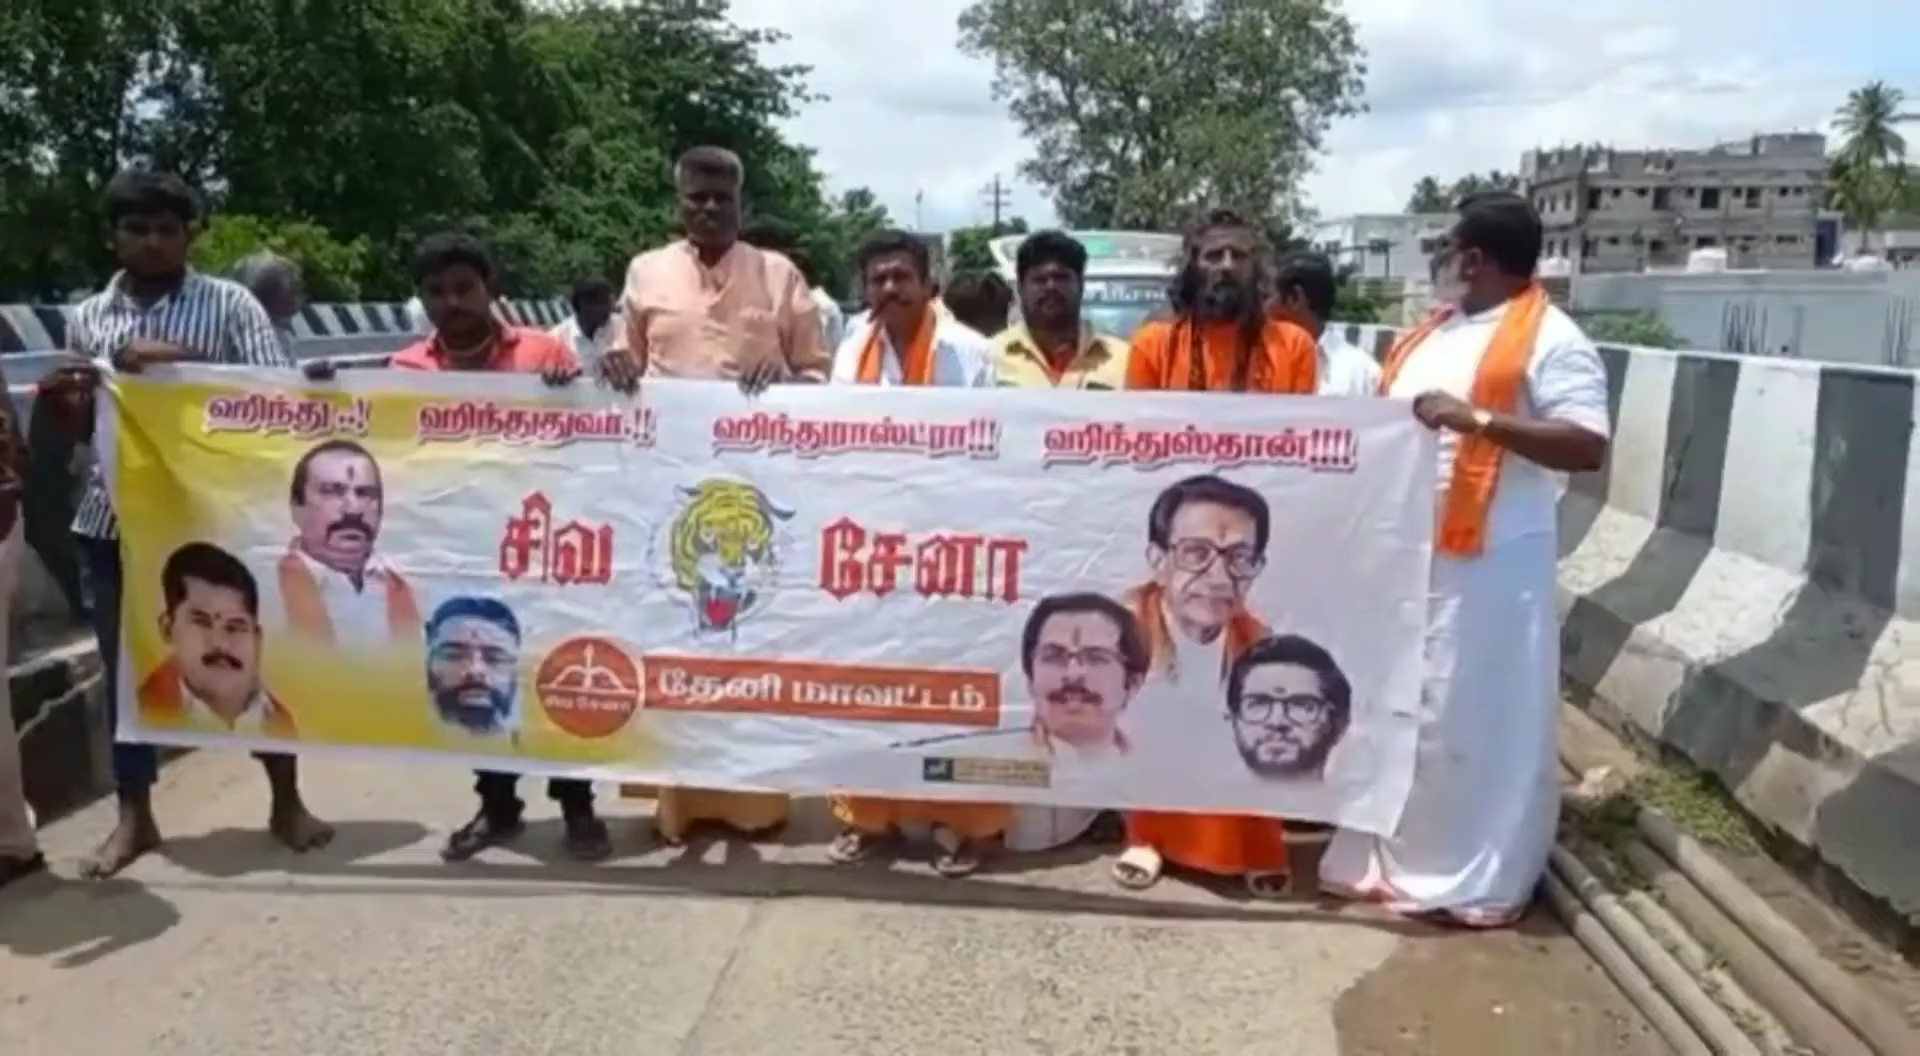 ஹிந்து..! ஹிந்துதுவா.!! ஹிந்துராஸ்ட்ரா!!! ஹிந்துஸ்தான்!!!!
சிவ சேனா
தேனி மாவட்டம்
சிவ சேனா